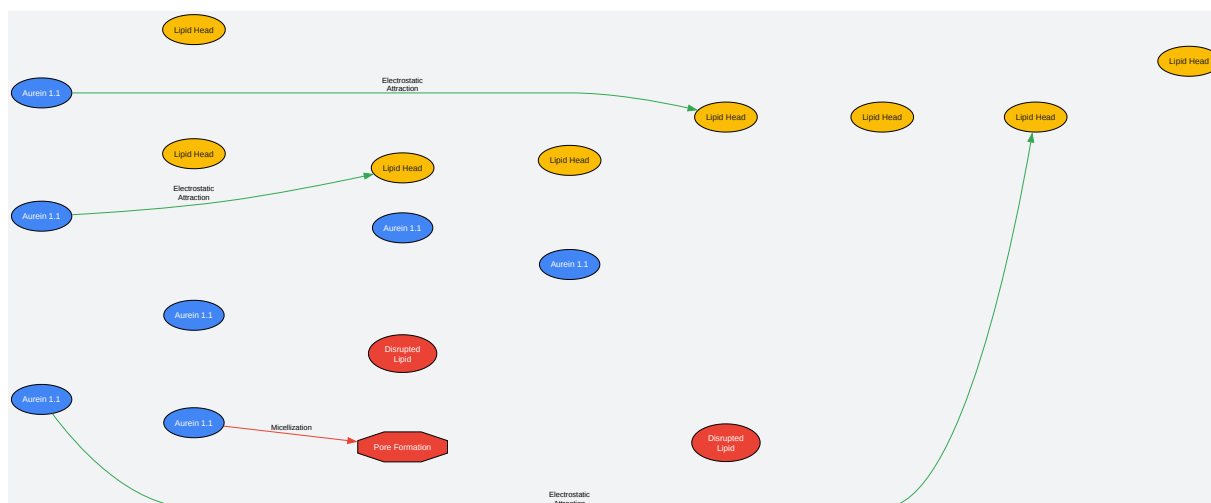 Lipid Head
Lipid Head
Electrostatic
Attraction
Aurein 1.1
Lipid Head
Lipid Head
Lipid Head
Lipid Head
Lipid Head
Lipid Head
Electrostatic
Attraction
Aurein 1.1
Aurein 1.1
Aurein 1.1
Aurein 1.1
Disrupted
Lipid
Aurein 1.1
Aurein 1.1
Micellization
Pore Formation
Disrupted
Lipid
Electrostatic
Attraction